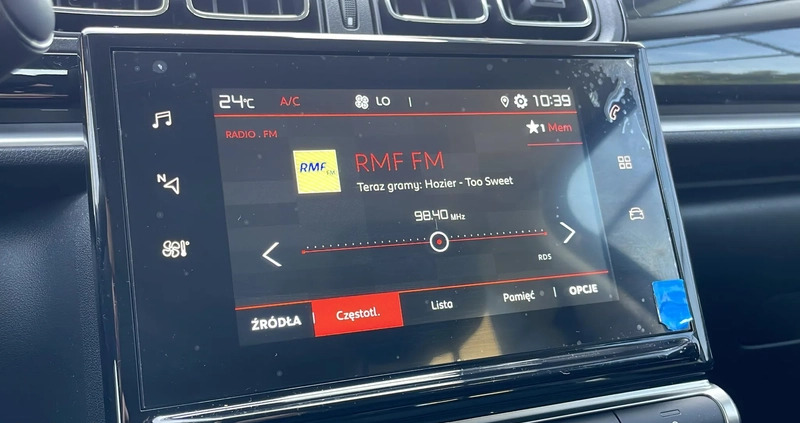 24°C A/C LO 10:39
RADIO . FM
1 Mem
RMF FM
RMF FM
Teraz gramy: Hozier - Too Sweet
N
98.40 MHz
RDS
ŹRÓDŁA Częstotl. Lista Pamięć OPCJE